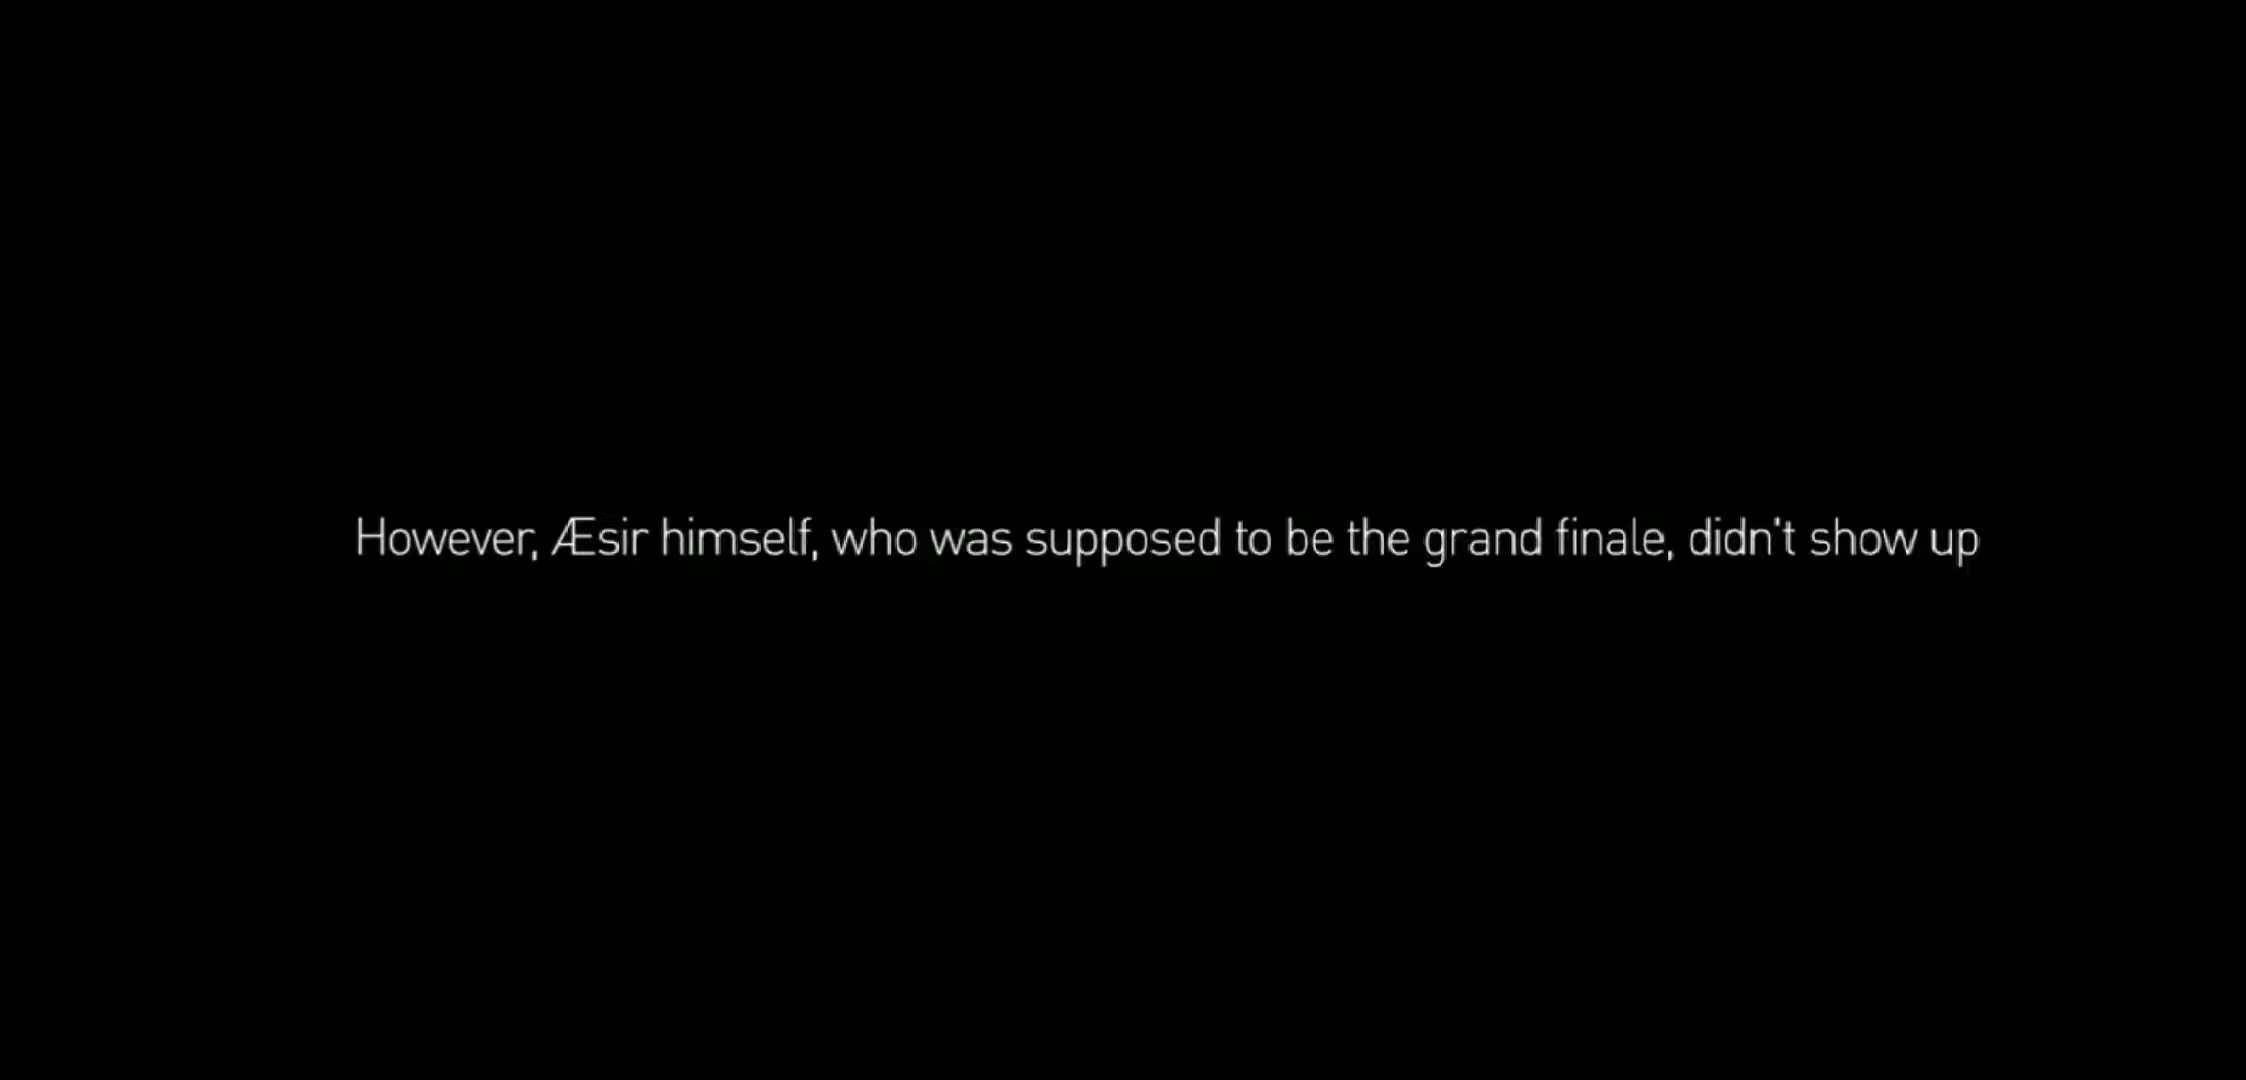 However, Æsir himself, who was supposed to be the grand finale, didn't show up